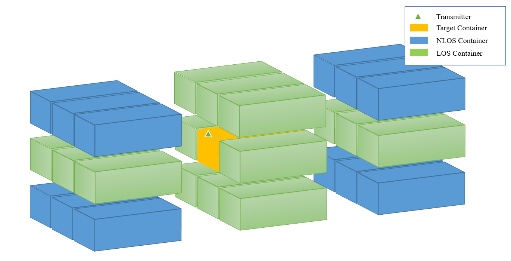 Transmitter
Target Container
NLOS Container
LOS Container